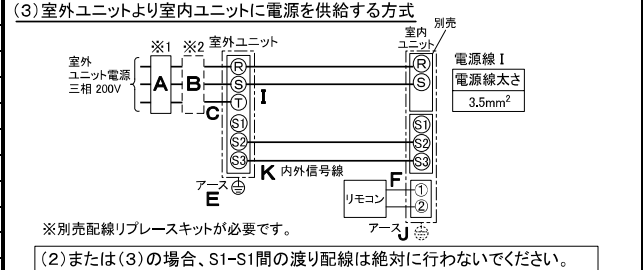 (3)室外ユニットより室内ユニットに電源を供給する方式
別売
※1 ※2 室外ユニット 室内ユニット
室外ユニット電源 三相 200V
A B C
R S T S1 S2 S3
I
R S S1 S2 S3
電源線 I
電源線太さ
3.5mm²
K 内外信号線
アース E
リモコン F ① ②
アース J
※別売配線リプレースキットが必要です。
(2)または(3)の場合、S1-S1間の渡り配線は絶対に行わないでください。